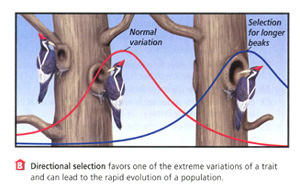 Normal
variation
Selection
for longer
beaks
B Directional selection favors one of the extreme variations of a trait
and can lead to the rapid evolution of a population.